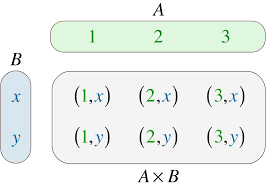 A
1 2 3
B
x (1,x) (2,x) (3,x)
y (1,y) (2,y) (3,y)
A×B